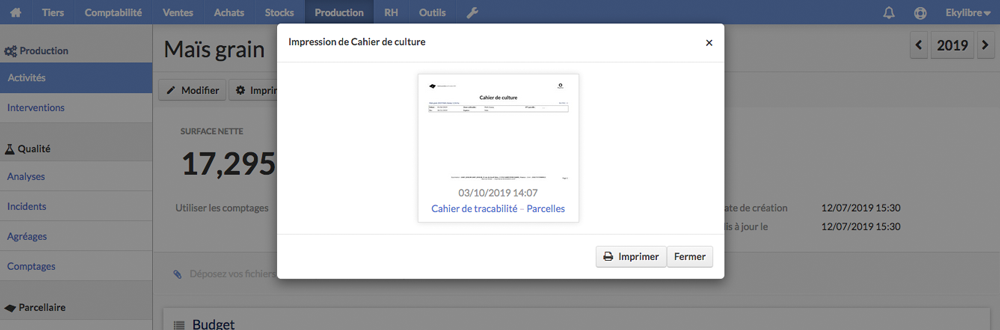 Tiers Comptabilité Ventes Achats Stocks Production RH Outils Ekylibre
Production
Activités
Interventions
Qualité
Analyses
Incidents
Agréages
Comptages
Parcellaire
Maïs grain
2019
Modifier Imprim
SURFACE NETTE
17,295
Utiliser les comptages
ate de création 12/07/2019 15:30
is à jour le 12/07/2019 15:30
Déposez vos fichiers
Budget
Impression de Cahier de culture ×
Cahier de culture
03/10/2019 14:07
Cahier de tracabilité – Parcelles
Imprimer Fermer